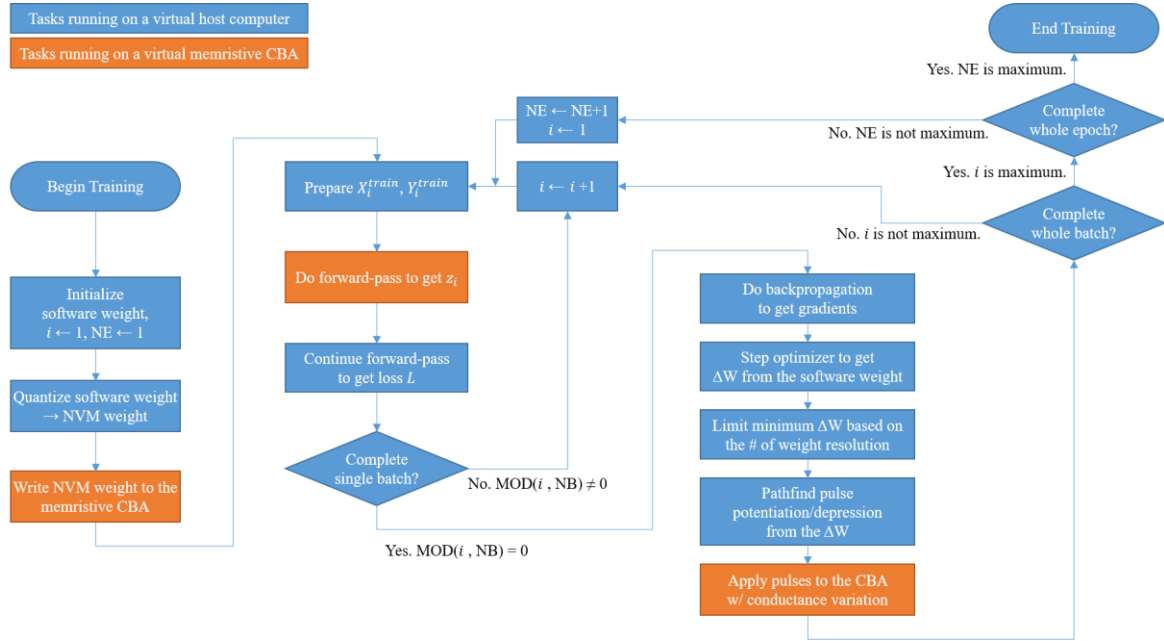 Tasks running on a virtual host computer
Tasks running on a virtual memristive CBA
Begin Training
Initialize
software weight,
i ← 1, NE ← 1
Quantize software weight
→ NVM weight
Write NVM weight to the
memristive CBA
NE ← NE+1
i ← 1
Prepare X_i^train, Y_i^train
i ← i +1
Do forward-pass to get z_i
Continue forward-pass
to get loss L
Complete
single batch?
No. MOD(i , NB) ≠ 0
Yes. MOD(i , NB) = 0
Do backpropagation
to get gradients
Step optimizer to get
ΔW from the software weight
Limit minimum ΔW based on
the # of weight resolution
Pathfind pulse
potentiation/depression
from the ΔW
Apply pulses to the CBA
w/ conductance variation
End Training
Yes. NE is maximum.
Complete
whole epoch?
No. NE is not maximum.
Yes. i is maximum.
Complete
whole batch?
No. i is not maximum.